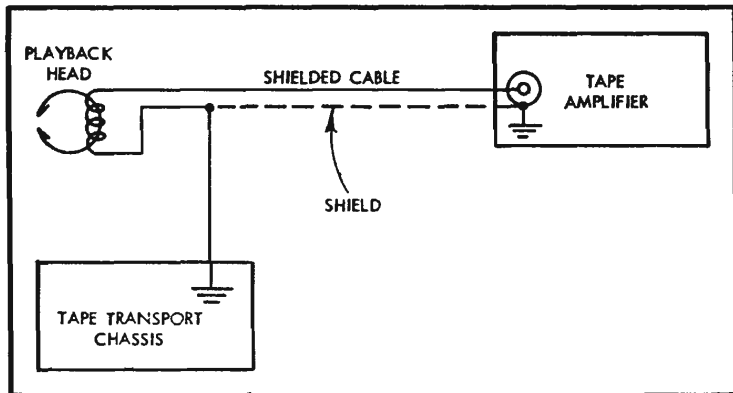 PLAYBACK
HEAD
SHIELDED CABLE
TAPE
AMPLIFIER
SHIELD
TAPE TRANSPORT
CHASSIS